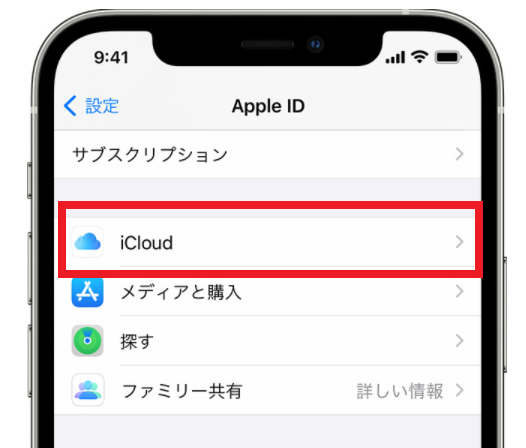 9:41
設定
Apple ID
サブスクリプション
iCloud
メディアと購入
探す
ファミリー共有 詳しい情報